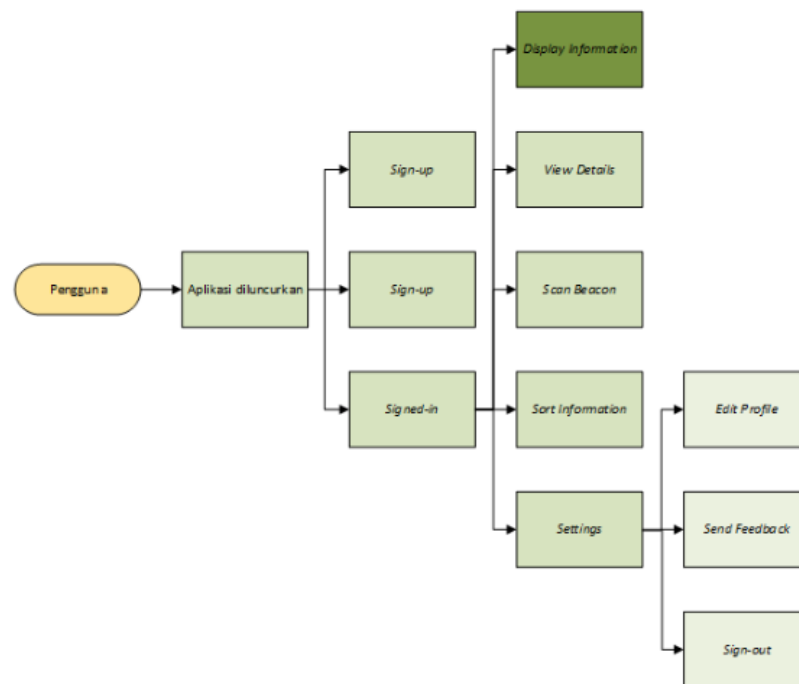 Display Information
Sign-up
View Details
Pengguna
Aplikasi diluncurkan
Sign-up
Scan Beacon
Signed-in
Sort Information
Edit Profile
Settings
Send Feedback
Sign-out